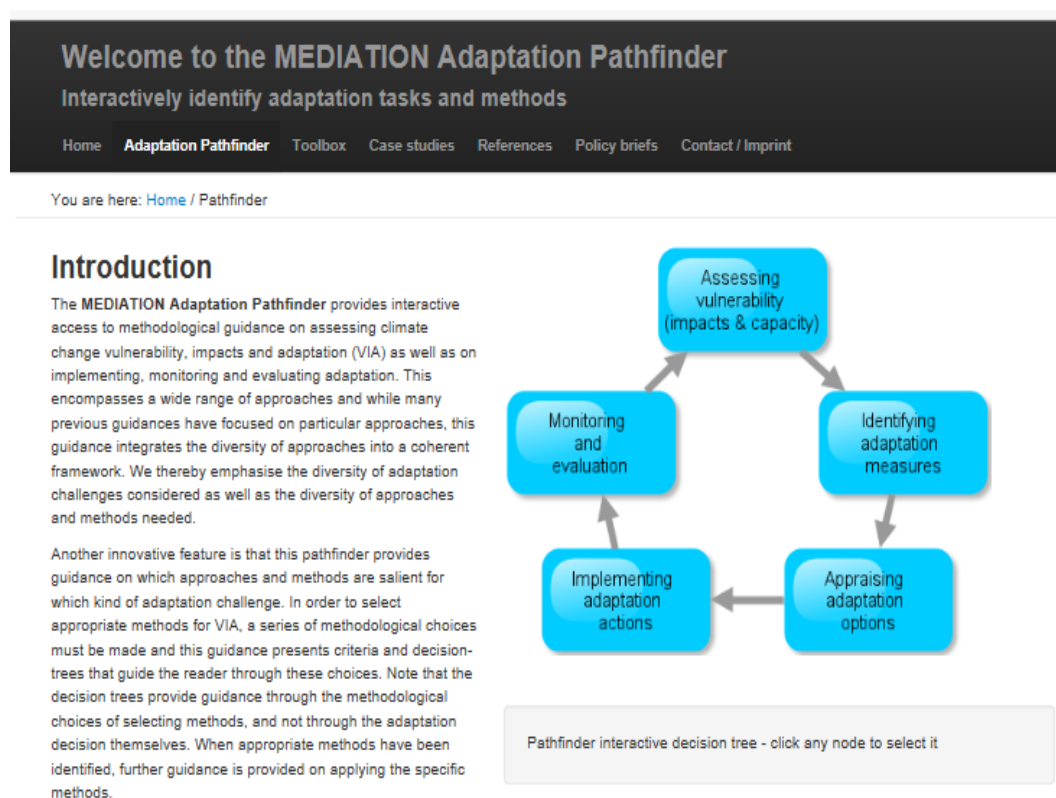 Welcome to the MEDIATION Adaptation Pathfinder
Interactively identify adaptation tasks and methods
Home Adaptation Pathfinder Toolbox Case studies References Policy briefs Contact / Imprint
You are here: Home / Pathfinder
Introduction
The MEDIATION Adaptation Pathfinder provides interactive
access to methodological guidance on assessing climate
change vulnerability, impacts and adaptation (VIA) as well as on
implementing, monitoring and evaluating adaptation. This
encompasses a wide range of approaches and while many
previous guidances have focused on particular approaches, this
guidance integrates the diversity of approaches into a coherent
framework. We thereby emphasise the diversity of adaptation
challenges considered as well as the diversity of approaches
and methods needed.
Another innovative feature is that this pathfinder provides
guidance on which approaches and methods are salient for
which kind of adaptation challenge. In order to select
appropriate methods for VIA, a series of methodological choices
must be made and this guidance presents criteria and decision-
trees that guide the reader through these choices. Note that the
decision trees provide guidance through the methodological
choices of selecting methods, and not through the adaptation
decision themselves. When appropriate methods have been
identified, further guidance is provided on applying the specific
methods.
Assessing
vulnerability
(impacts & capacity)
Identifying
adaptation
measures
Appraising
adaptation
options
Implementing
adaptation
actions
Monitoring
and
evaluation
Pathfinder interactive decision tree - click any node to select it